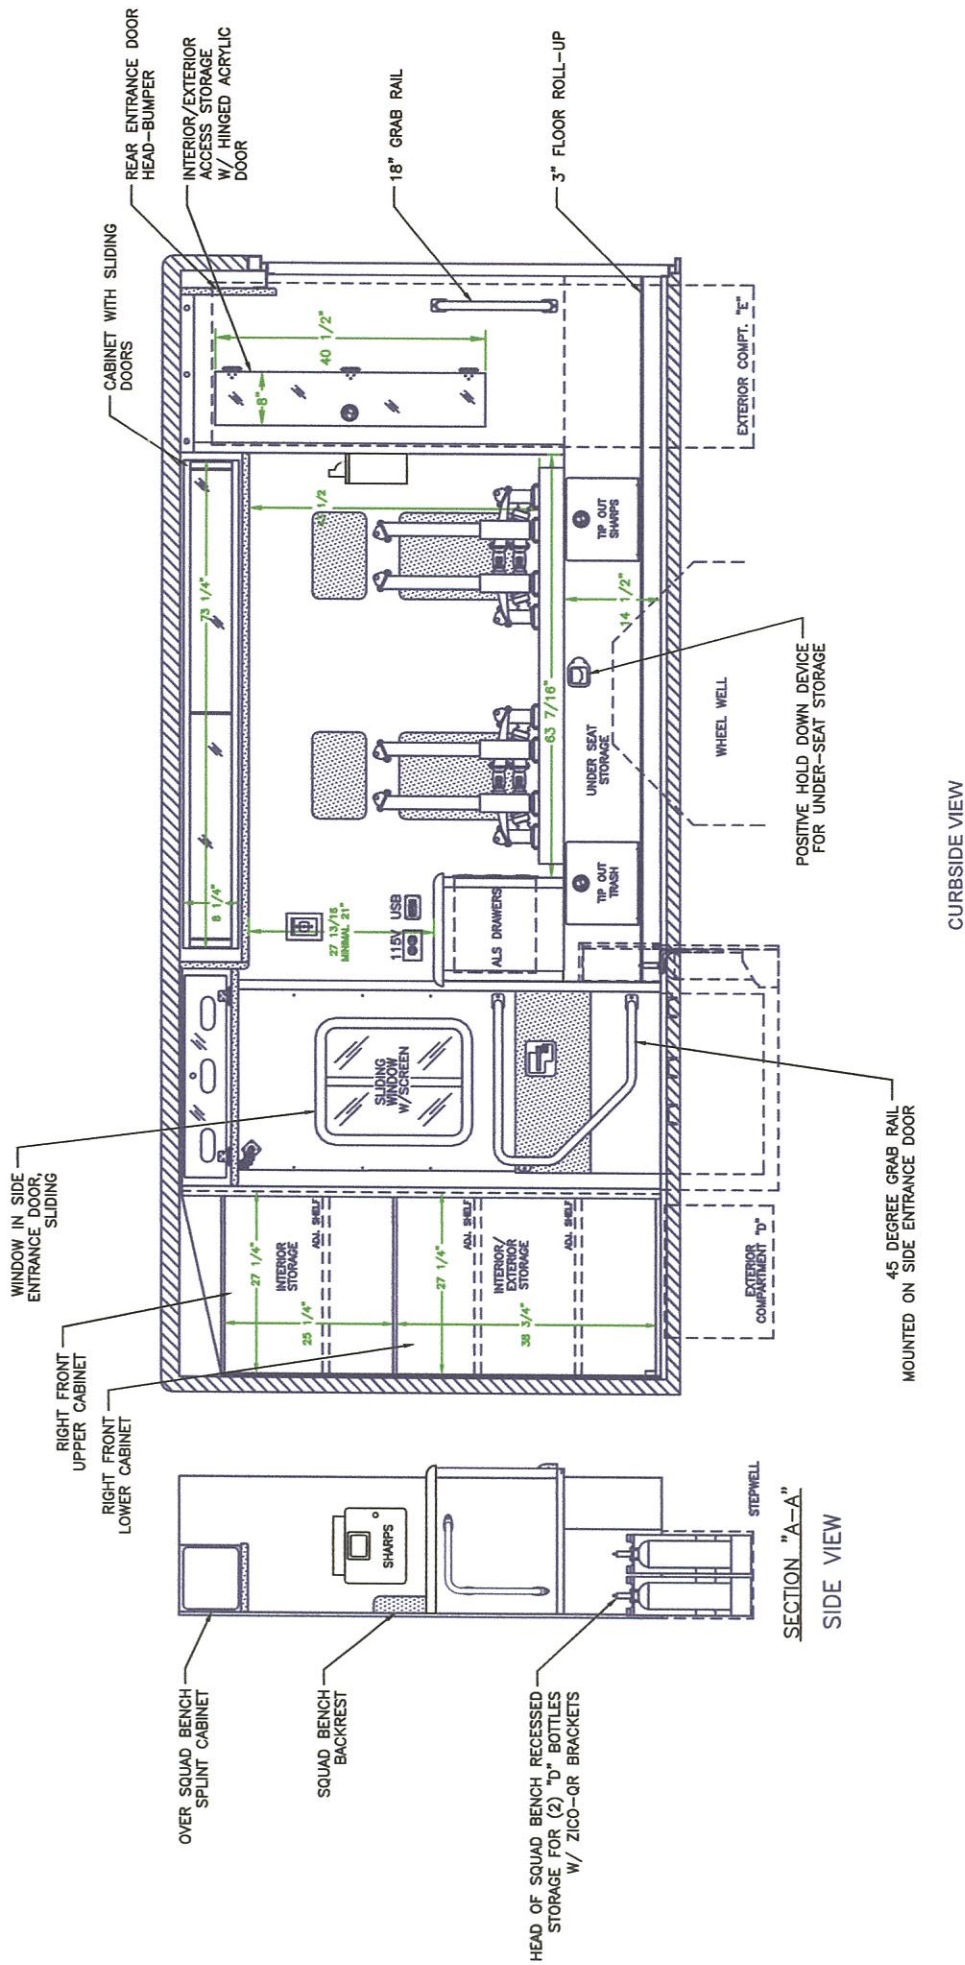 OVER SQUAD BENCH
SPLINT CABINET
SQUAD BENCH
BACKREST
HEAD OF SQUAD BENCH RECESSED
STORAGE FOR (2) "D" BOTTLES
W/ ZICO-QR BRACKETS
SHARPS
STEPWELL
SECTION "A-A"
SIDE VIEW
RIGHT FRONT
UPPER CABINET
RIGHT FRONT
LOWER CABINET
WINDOW IN SIDE
ENTRANCE DOOR,
SLIDING
CABINET WITH SLIDING
DOORS
REAR ENTRANCE DOOR
HEAD-BUMPER
INTERIOR/EXTERIOR
ACCESS STORAGE
W/ HINGED ACRYLIC
DOOR
18" GRAB RAIL
3" FLOOR ROLL-UP
27 1/4"
INTERIOR
STORAGE
25 1/4"
ADJ. SHELF
27 1/4"
ADJ. SHELF
INTERIOR/
EXTERIOR
STORAGE
38 3/4"
ADJ. SHELF
EXTERIOR
COMPARTMENT "D"
SLIDING
WINDOW
W/SCREEN
8 1/4"
73 1/4"
27 13/16
MINIMAL 21"
115V
USB
ALS DRAWERS
TIP OUT
TRASH
UNDER SEAT
STORAGE
63 7/16"
14 1/2"
TIP OUT
SHARPS
1/2
8"
40 1/2"
WHEEL WELL
EXTERIOR COMPT. "E"
45 DEGREE GRAB RAIL
MOUNTED ON SIDE ENTRANCE DOOR
POSITIVE HOLD DOWN DEVICE
FOR UNDER-SEAT STORAGE
CURBSIDE VIEW